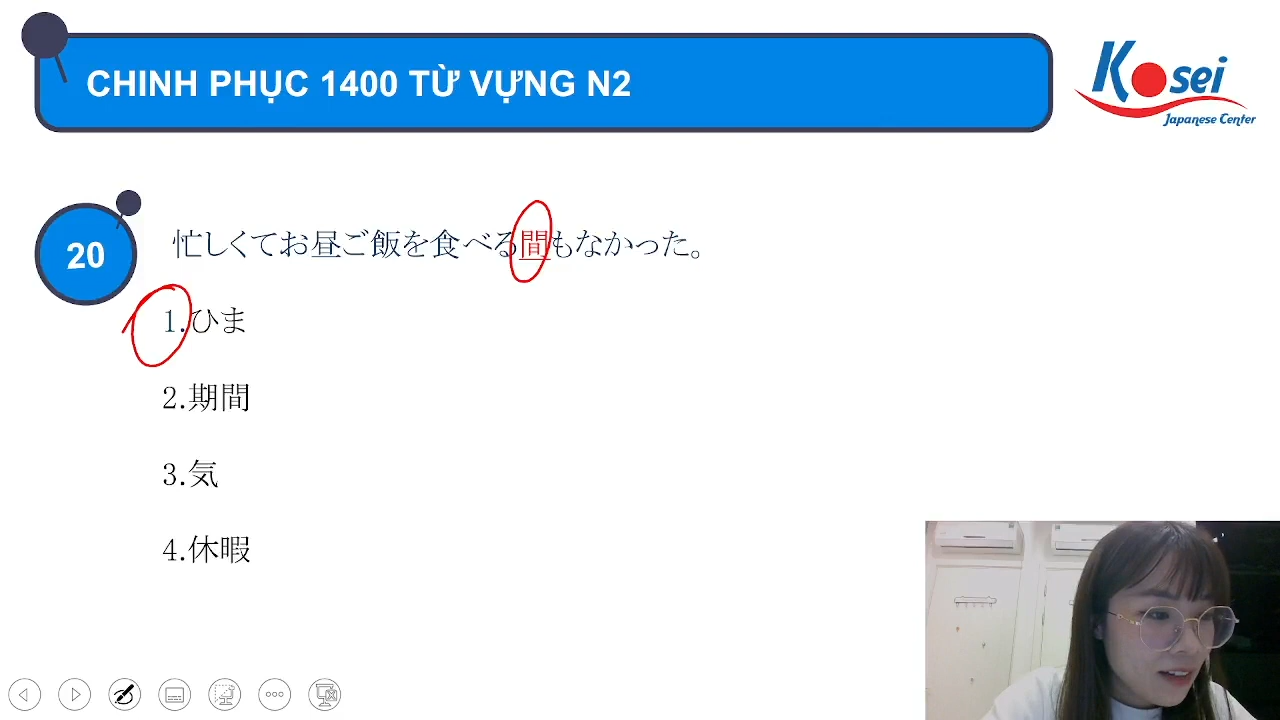 CHINH PHỤC 1400 TỪ VỰNG N2
Kosei
Japanese Center
20
忙しくてお昼ご飯を食べる間もなかった。
1.ひま
2.期間
3.気
4.休暇